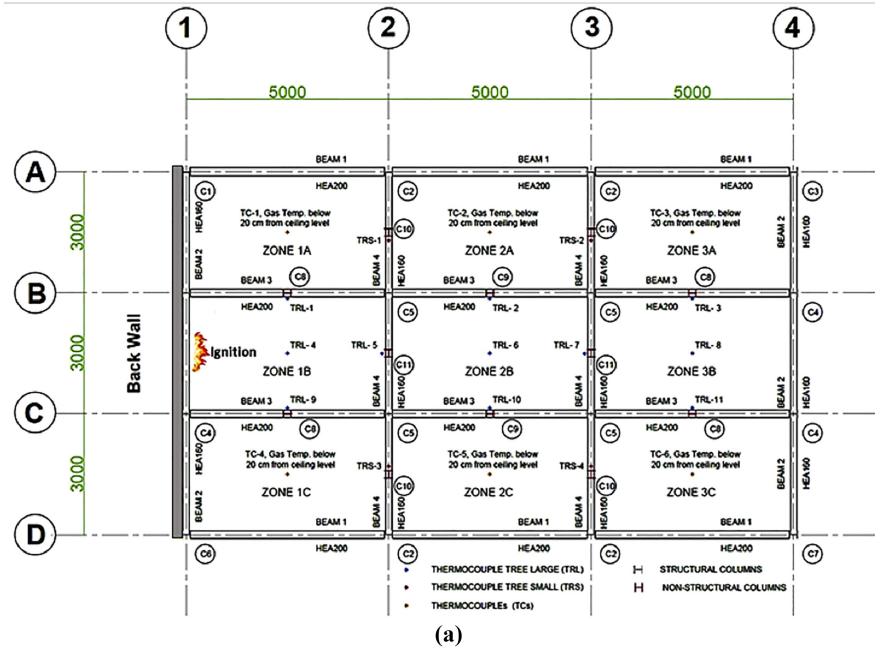 1 2 3 4
5000 5000 5000
BEAM 1 BEAM 1 BEAM 1
A
HEA200 HEA200 HEA200
C1 C2 C2 C3
3000
HEA160
BEAM 2
TC-1, Gas Temp. below
20 cm from ceiling level
TC-2, Gas Temp. below
20 cm from ceiling level
TC-3, Gas Temp. below
20 cm from ceiling level
BEAM 2
HEA160
C10 C10
TRS-1 TRS-2
ZONE 1A ZONE 2A ZONE 3A
BEAM 4
HEA160
BEAM 4
HEA160
BEAM 3 C8 BEAM 3 C9 BEAM 3 C8
B
HEA200 TRL-1 HEA200 TRL- 2 HEA200 TRL- 3
C5 C5 C4
Back Wall
3000
Ignition
TRL- 4 TRL- 5 TRL- 6 TRL- 7 TRL- 8
C11 C11
ZONE 1B ZONE 2B ZONE 3B
BEAM 4
HEA160
BEAM 4
HEA160
BEAM 2
HEA160
BEAM 3 TRL- 9 BEAM 3 TRL-10 BEAM 3 TRL-11
C
HEA200 C8 HEA200 C9 HEA200 C8
C4 C5 C5 C4
3000
HEA160
BEAM 2
TC-4, Gas Temp. below
20 cm from ceiling level
TC-5, Gas Temp. below
20 cm from ceiling level
TC-6, Gas Temp. below
20 cm from ceiling level
BEAM 2
HEA160
TRS-3 TRS-4
C10 C10
ZONE 1C ZONE 2C ZONE 3C
BEAM 4
HEA160
BEAM 4
HEA160
BEAM 1 BEAM 1 BEAM 1
D
HEA200 HEA200 HEA200
C6 C2 C2 C7
THERMOCOUPLE TREE LARGE (TRL)
THERMOCOUPLE TREE SMALL (TRS)
THERMOCOUPLEs (TCs)
STRUCTURAL COLUMNS
NON-STRUCTURAL COLUMNS
(a)